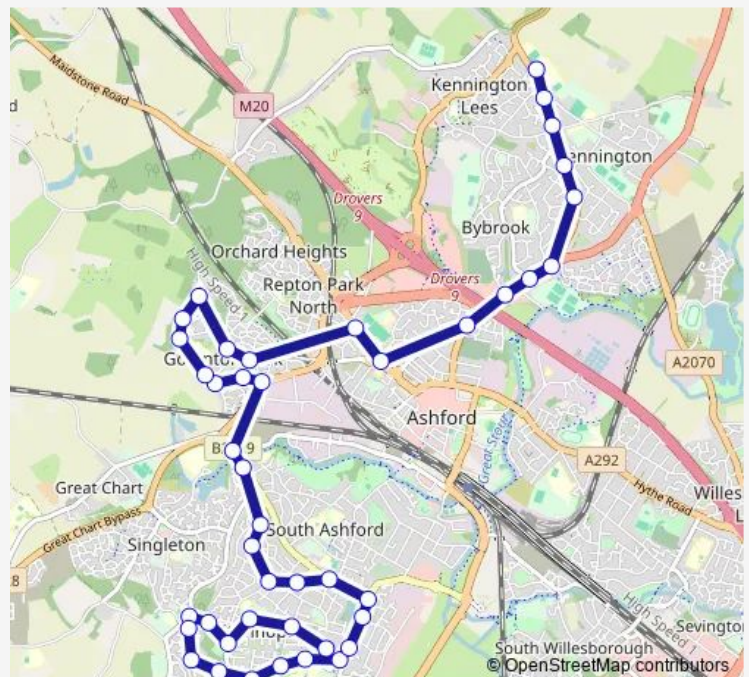 Kennington
Lees
Maidstone Road
M20
ennington
Drovers
9
Bybrook
Orchard Heights
High Speed 1
Repton Park
North
Drovers
9
A2070
Ashford
Great Stour
A292
Hythe Road
Great Chart
Willes
Great Chart Bypass
South Ashford
Singleton
8
High Speed 1
Sevington
South Willesborough
© OpenStreetMap contributors